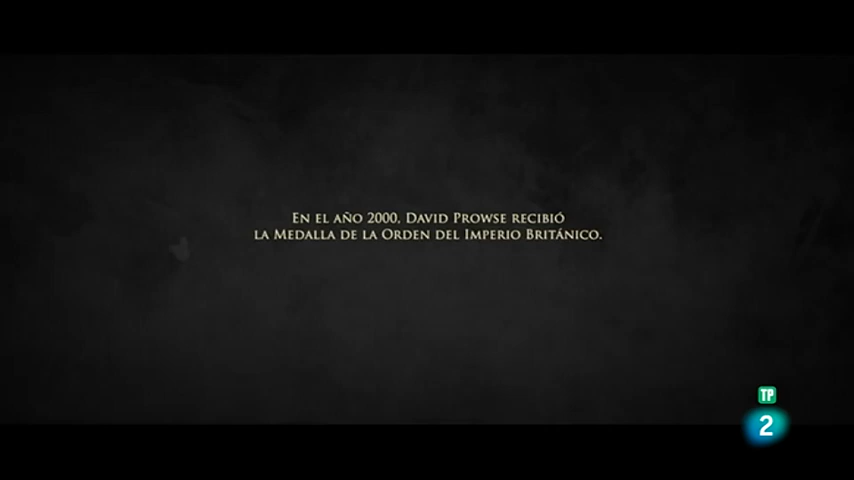 En el año 2000, David Prowse recibió
la Medalla de la Orden del Imperio Británico.
TP
2